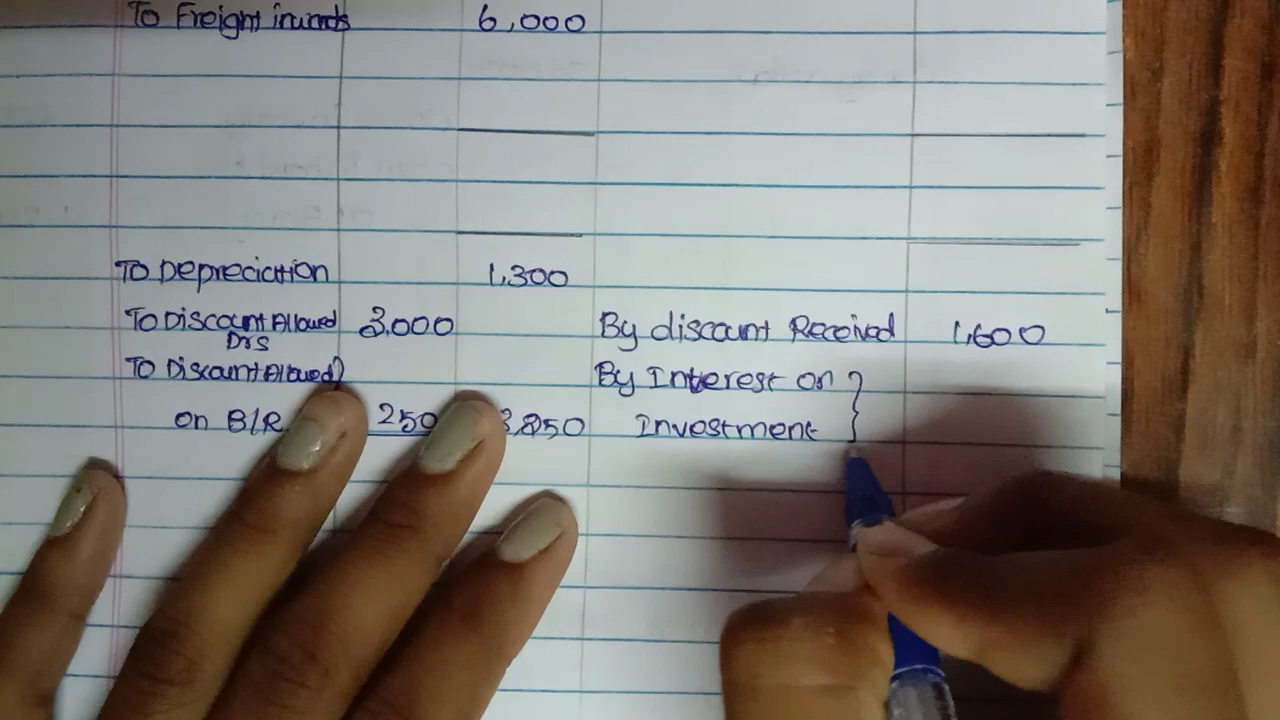 To Freight inwards 6,000
To Depreciation 1,300
To Discount Allowed 3,000 By discount Received 1,600
Drs
To Discount Allowed } By Interest on }
on B/R 250 3,250 Investment